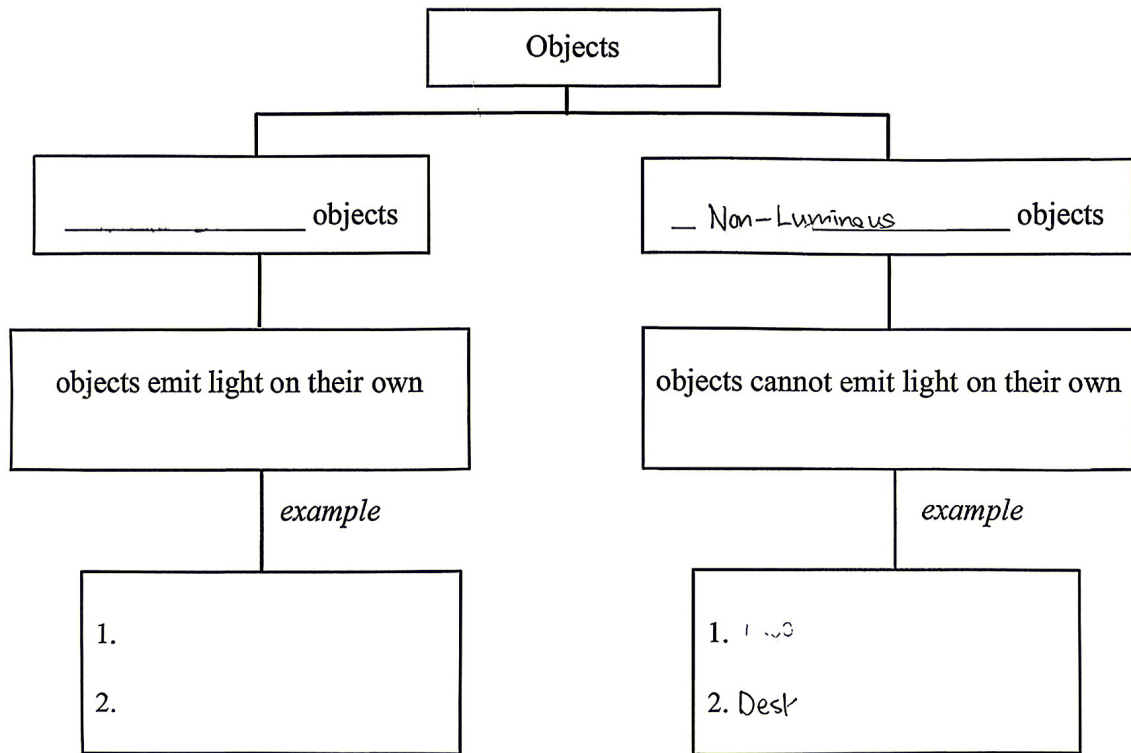 Objects
objects
Non-Luminous objects
objects emit light on their own
objects cannot emit light on their own
example
example
1.
2.
1.
2. Desk